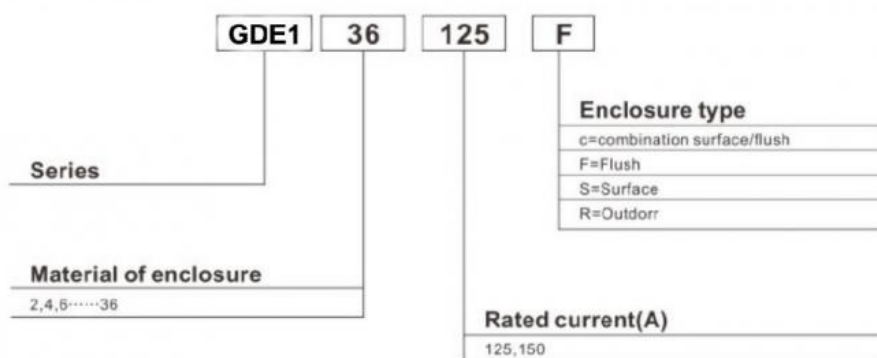 GDE1 36 125 F
Enclosure type
c=combination surface/flush
F=Flush
S=Surface
R=Outdorr
Series
Material of enclosure
2,4,6······36
Rated current(A)
125,150